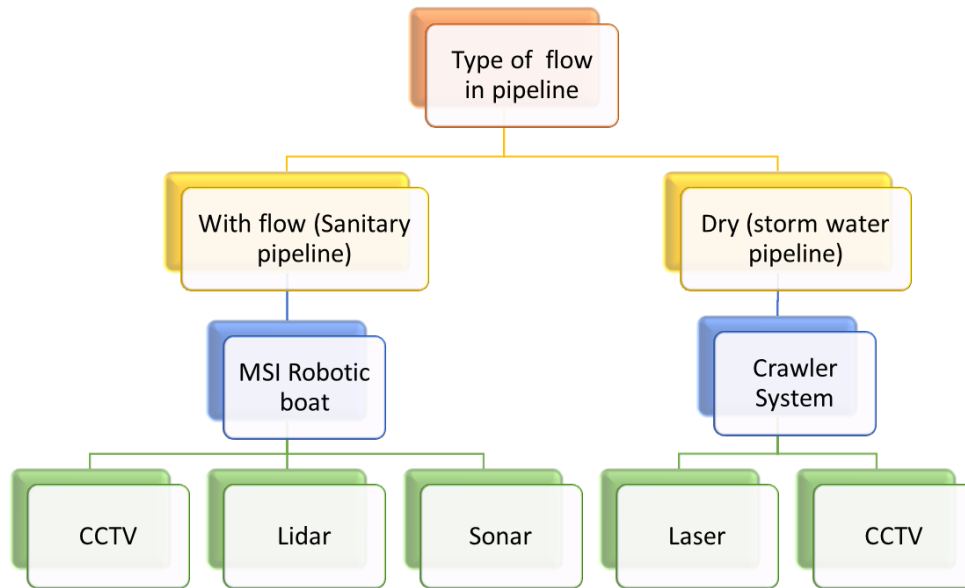 Type of flow
in pipeline
With flow (Sanitary
pipeline)
Dry (storm water
pipeline)
MSI Robotic
boat
Crawler
System
CCTV
Lidar
Sonar
Laser
CCTV